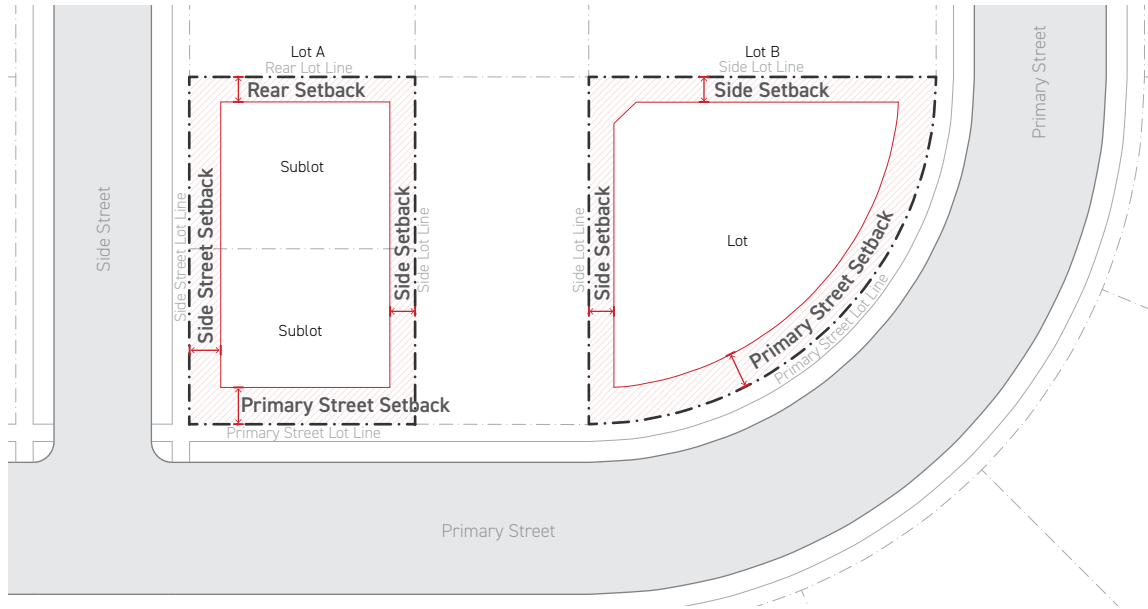 Lot A
Rear Lot Line
Rear Setback
Sublot
Sublot
Side Street
Side Street Lot Line
Side Street Setback
Side Setback
Side Lot Line
Primary Street Setback
Primary Street Lot Line
Lot B
Side Lot Line
Side Setback
Lot
Side Lot Line
Side Setback
Primary Street Setback
Primary Street Lot Line
Primary Street
Primary Street